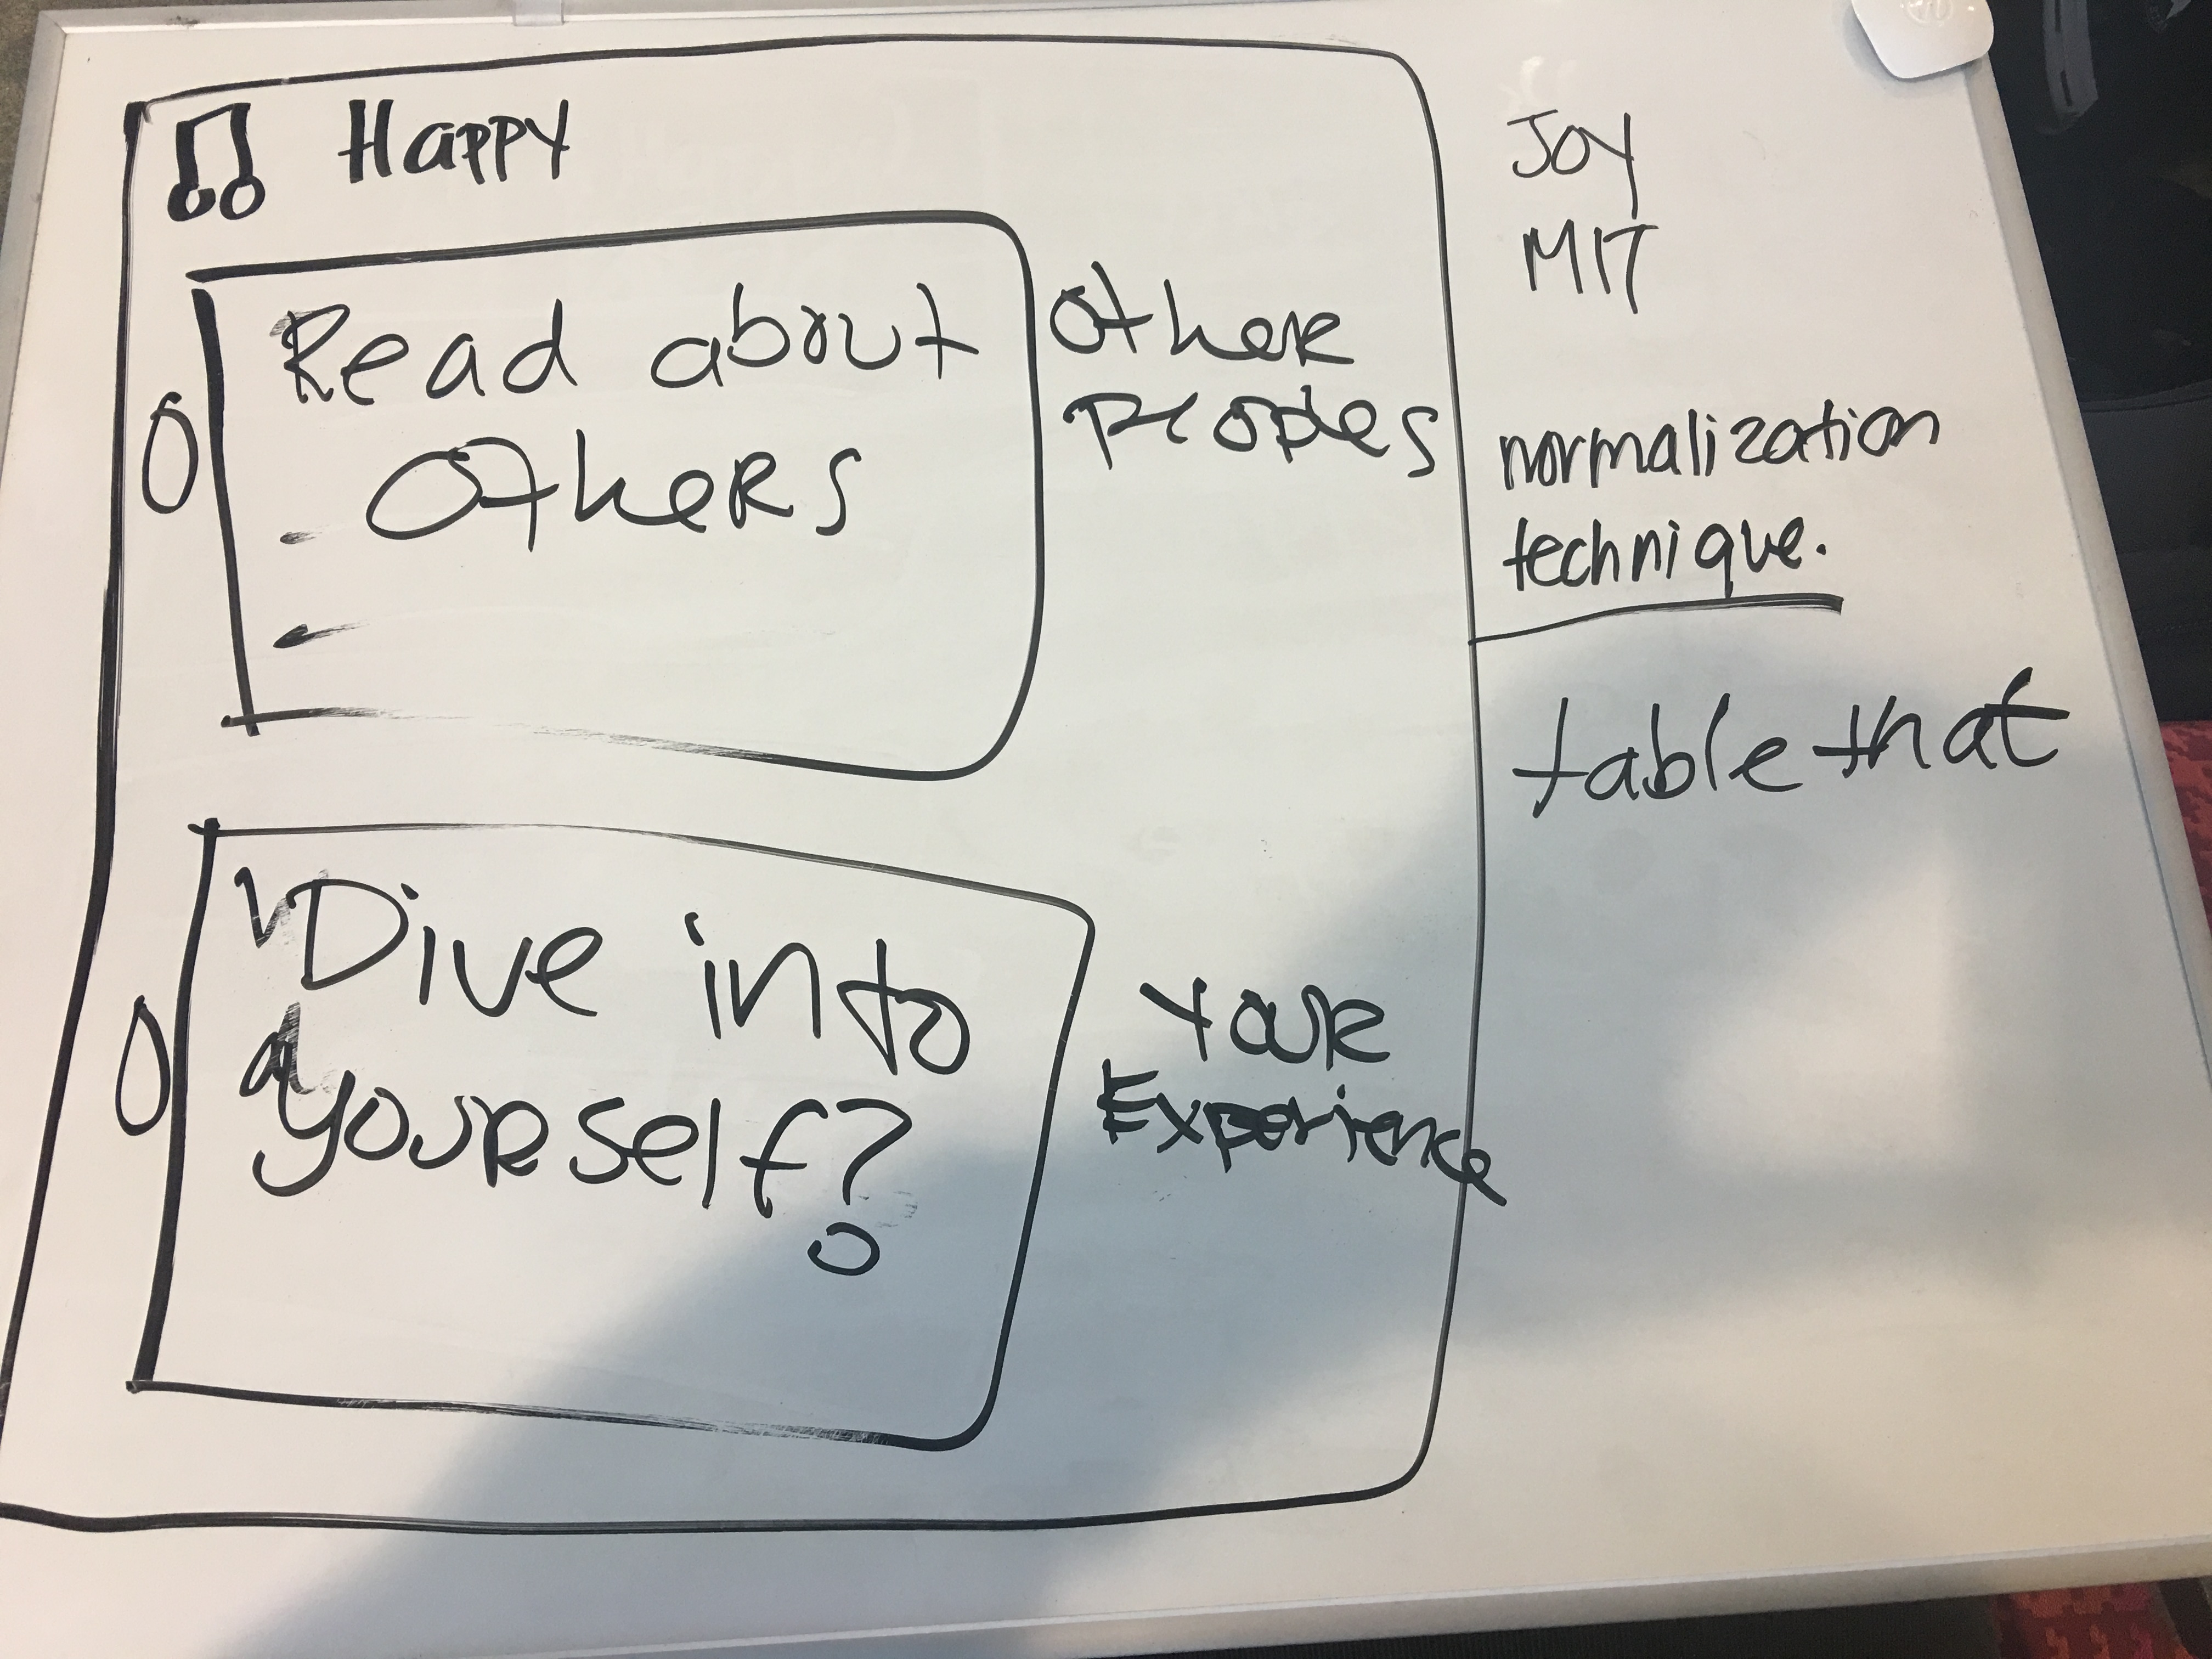 Happy
Read about
Others
Other
Peoples
Dive into
yourself?
Your
Experience
JOY
MIT
normalization
technique.
table that